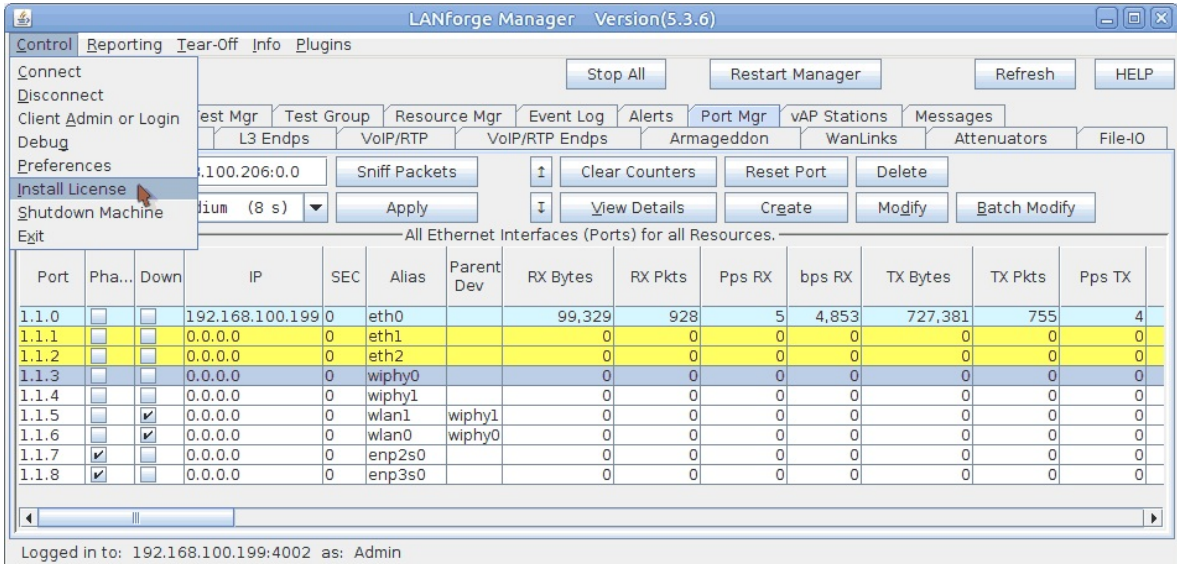 LANforge Manager Version(5.3.6)
Control Reporting Tear-Off Info Plugins
Connect
Disconnect
Client Admin or Login
Debug
Preferences
Install License
Shutdown Machine
Exit
Stop All Restart Manager Refresh HELP
Test Mgr Test Group Resource Mgr Event Log Alerts Port Mgr vAP Stations Messages
L3 Endps VoIP/RTP VoIP/RTP Endps Armageddon WanLinks Attenuators File-IO
.100.206:0.0 Sniff Packets Clear Counters Reset Port Delete
dium (8 s) Apply View Details Create Modify Batch Modify
All Ethernet Interfaces (Ports) for all Resources.
Port Pha... Down IP SEC Alias Parent Dev RX Bytes RX Pkts Pps RX bps RX TX Bytes TX Pkts Pps TX
1.1.0 192.168.100.199 0 eth0 99,329 928 5 4,853 727,381 755 4
1.1.1 0.0.0.0 0 eth1 0 0 0 0 0 0 0
1.1.2 0.0.0.0 0 eth2 0 0 0 0 0 0 0
1.1.3 0.0.0.0 0 wiphy0 0 0 0 0 0 0 0
1.1.4 0.0.0.0 0 wiphy1 0 0 0 0 0 0 0
1.1.5 0.0.0.0 0 wlan1 wiphy1 0 0 0 0 0 0 0
1.1.6 0.0.0.0 0 wlan0 wiphy0 0 0 0 0 0 0 0
1.1.7 0.0.0.0 0 enp2s0 0 0 0 0 0 0 0
1.1.8 0.0.0.0 0 enp3s0 0 0 0 0 0 0 0
Logged in to: 192.168.100.199:4002 as: Admin